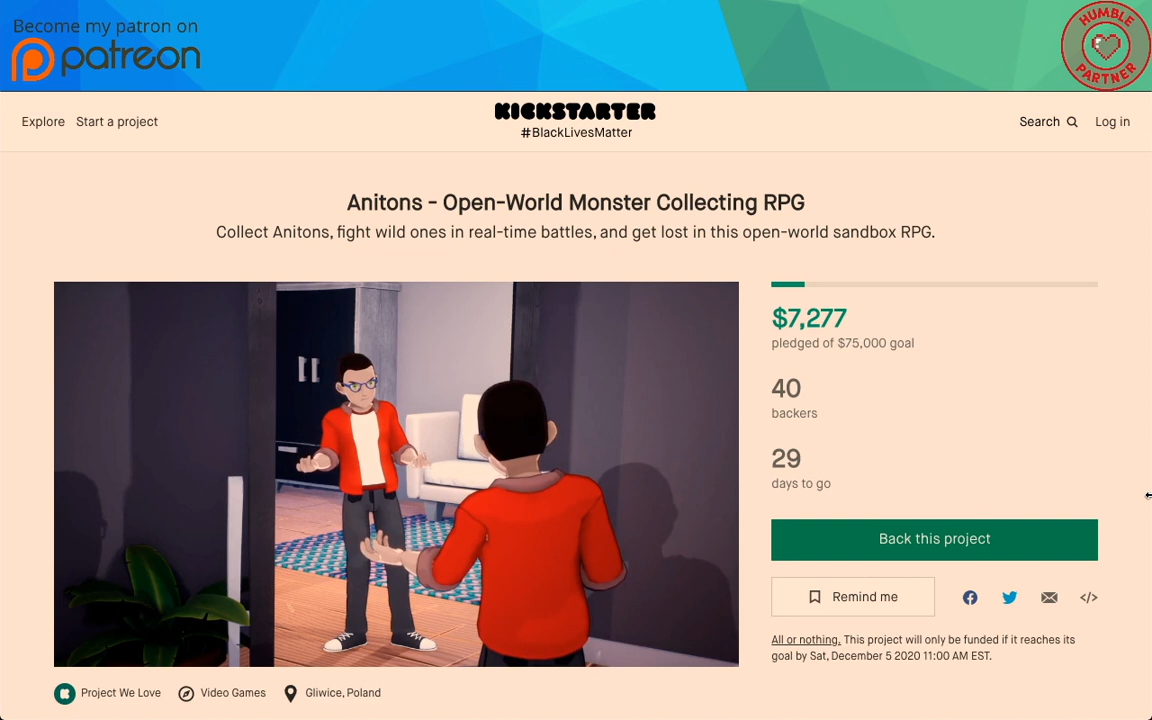 Become my patron on
patreon
HUMBLE
PARTNER
Explore
Start a project
KICKSTARTER
#BlackLivesMatter
Search
Log in
Anitons - Open-World Monster Collecting RPG
Collect Anitons, fight wild ones in real-time battles, and get lost in this open-world sandbox RPG.
$7,277
pledged of $75,000 goal
40
backers
29
days to go
Back this project
Remind me
</>
All or nothing. This project will only be funded if it reaches its
goal by Sat, December 5 2020 11:00 AM EST.
Project We Love
Video Games
Gliwice, Poland